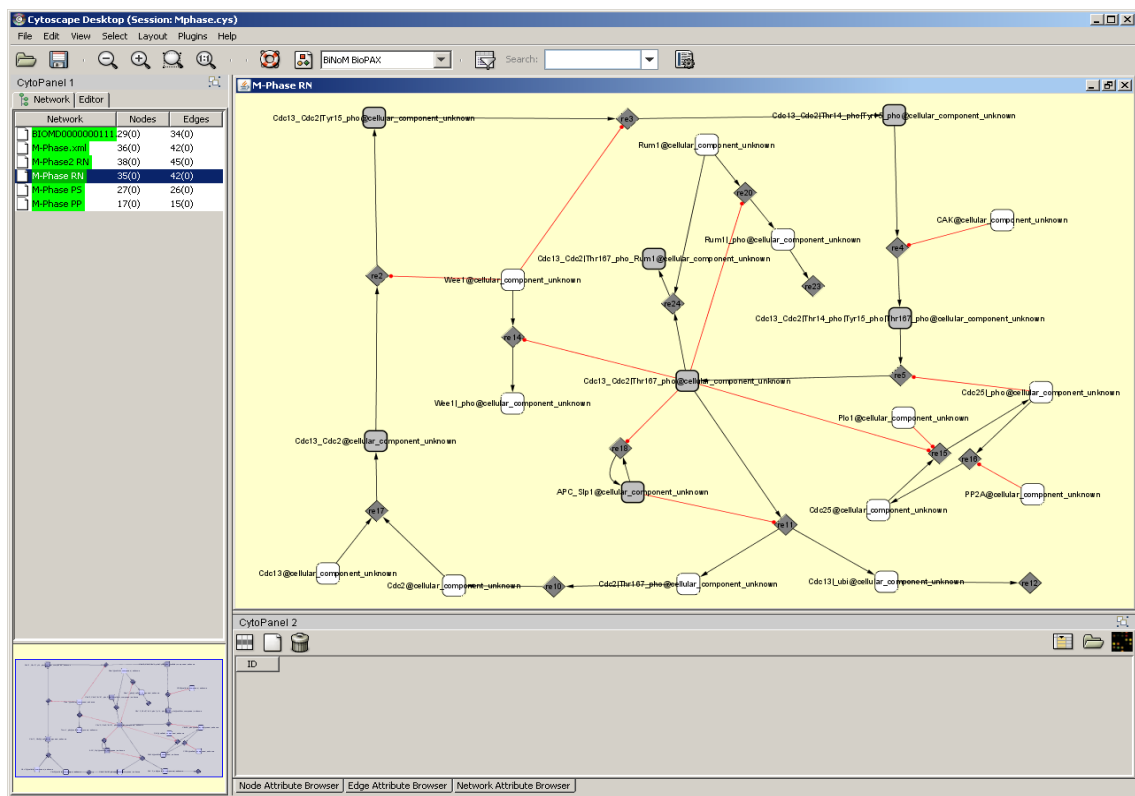 Cytoscape Desktop (Session: Mphase.cys)
File Edit View Select Layout Plugins Help
BiNoM BioPAX Search:
CytoPanel 1
Network Editor
Network Nodes Edges
BIOMD0000000111 29(0) 34(0)
M-Phase.xml 36(0) 42(0)
M-Phase2 RN 38(0) 45(0)
M-Phase RN 35(0) 42(0)
M-Phase PS 27(0) 26(0)
M-Phase PP 17(0) 15(0)
M-Phase RN
Cdc13_Cdc2|Tyr15_pho@cellular_component_unknown
re3
Cdc13_Cdc2|Thr14_pho|Tyr15_pho@cellular_component_unknown
Rum1@cellular_component_unknown
re20
CAK@cellular_component_unknown
Rum1|_pho@cellular_component_unknown
re4
Cdc13_Cdc2|Thr167_pho_Rum1@cellular_component_unknown
re2
Wee1@cellular_component_unknown
re23
re24
Cdc13_Cdc2|Thr14_pho|Tyr15_pho|Thr167_pho@cellular_component_unknown
re14
re5
Cdc13_Cdc2|Thr167_pho@cellular_component_unknown
Cdc25|_pho@cellular_component_unknown
Wee1|_pho@cellular_component_unknown
Plo1@cellular_component_unknown
Cdc13_Cdc2@cellular_component_unknown
re18
re15
re16
APC_Slp1@cellular_component_unknown
PP2A@cellular_component_unknown
re17
Cdc25@cellular_component_unknown
re11
Cdc13@cellular_component_unknown
Cdc2@cellular_component_unknown
re10
Cdc2|Thr167_pho@cellular_component_unknown
Cdc13|_ubi@cellular_component_unknown
re12
CytoPanel 2
ID
Node Attribute Browser Edge Attribute Browser Network Attribute Browser